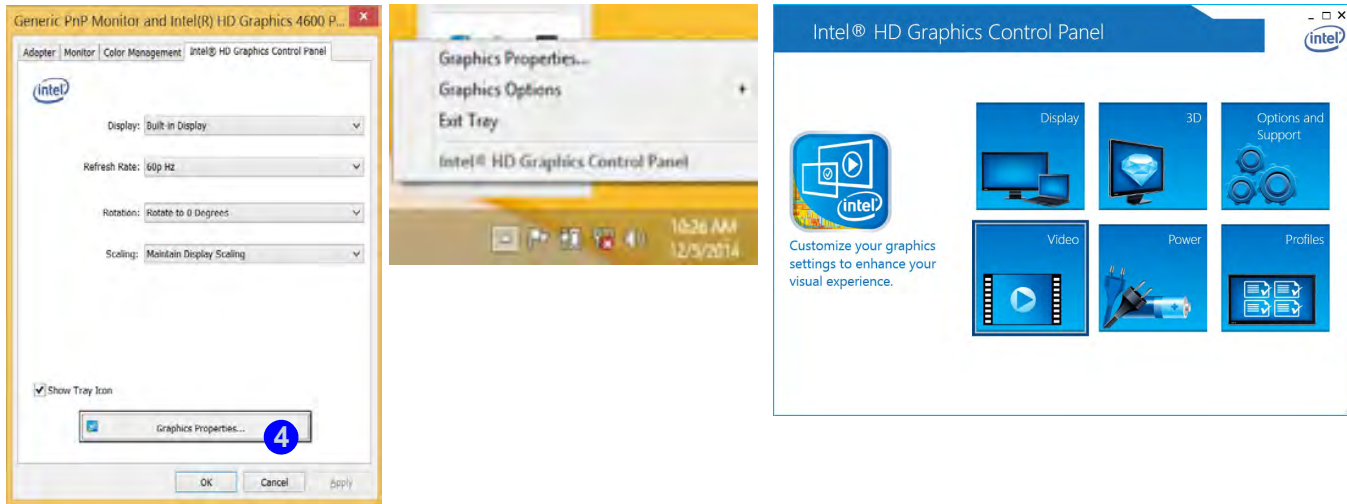 Generic PnP Monitor and Intel(R) HD Graphics 4600 P...
Adapter Monitor Color Management Intel® HD Graphics Control Panel
intel
Display: Built-in Display
Refresh Rate: 60p Hz
Rotation: Rotate to 0 Degrees
Scaling: Maintain Display Scaling
Show Tray Icon
Graphics Properties...
4
OK Cancel Apply
Graphics Properties...
Graphics Options
Exit Tray
Intel® HD Graphics Control Panel
10:26 AM
12/5/2014
Intel® HD Graphics Control Panel
intel
intel
Customize your graphics
settings to enhance your
visual experience.
Display
3D
Options and
Support
Video
Power
Profiles